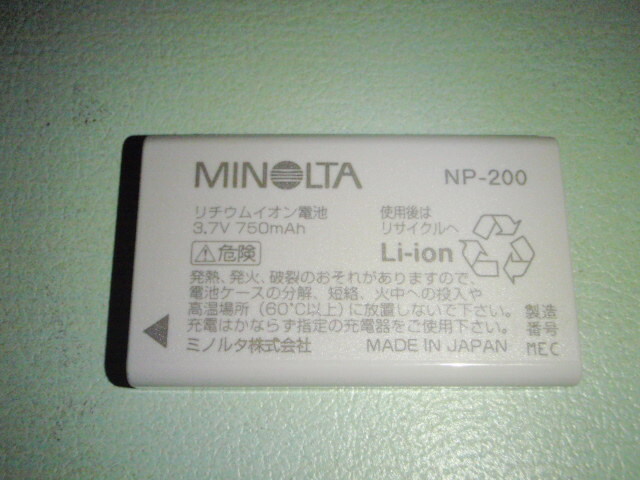 MINOLTA NP-200
リチウムイオン電池
3.7V 750mAh
使用後は
リサイクルへ
Li-ion
危険
発熱、発火、破裂のおそれがありますので、
電池ケースの分解、短絡、火中への投入や
高温場所(60℃以上)に放置しないで下さい。
充電はかならず指定の充電器をご使用下さい。
ミノルタ株式会社 MADE IN JAPAN
製造
番号
MEC